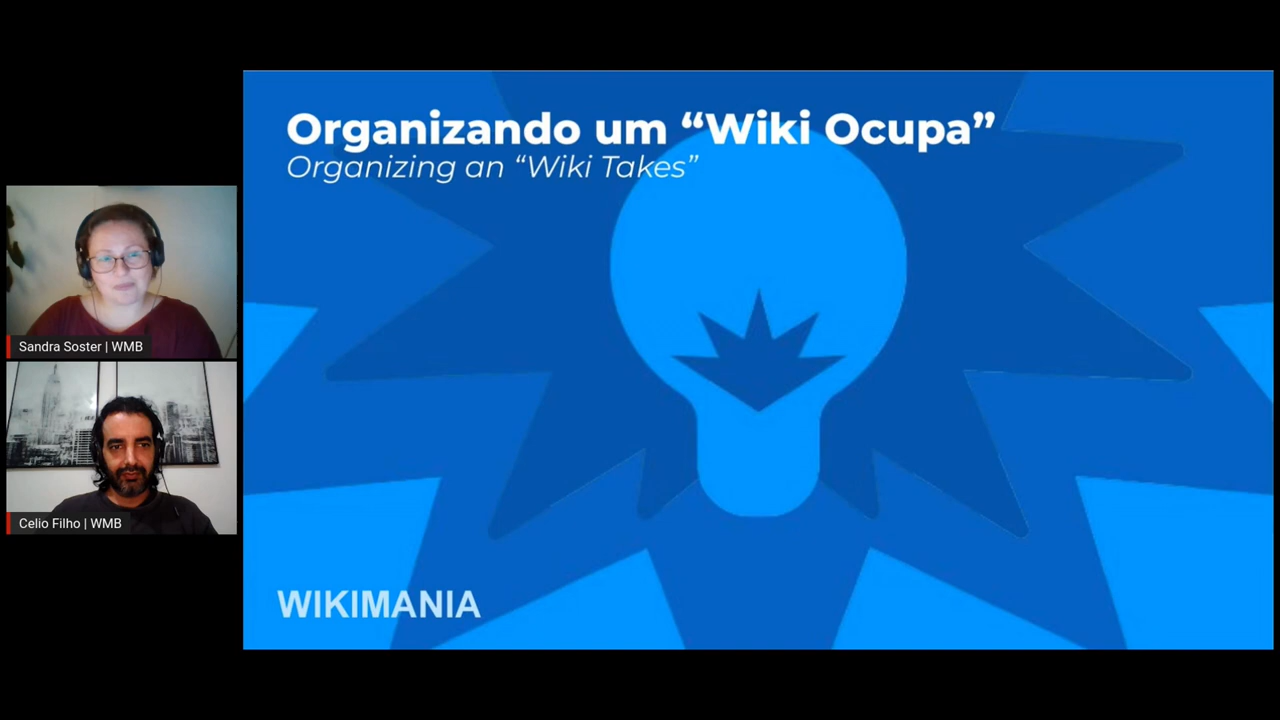 Organizando um “Wiki Ocupa”
Organizing an “Wiki Takes”
Sandra Soster | WMB
Celio Filho | WMB
WIKIMANIA